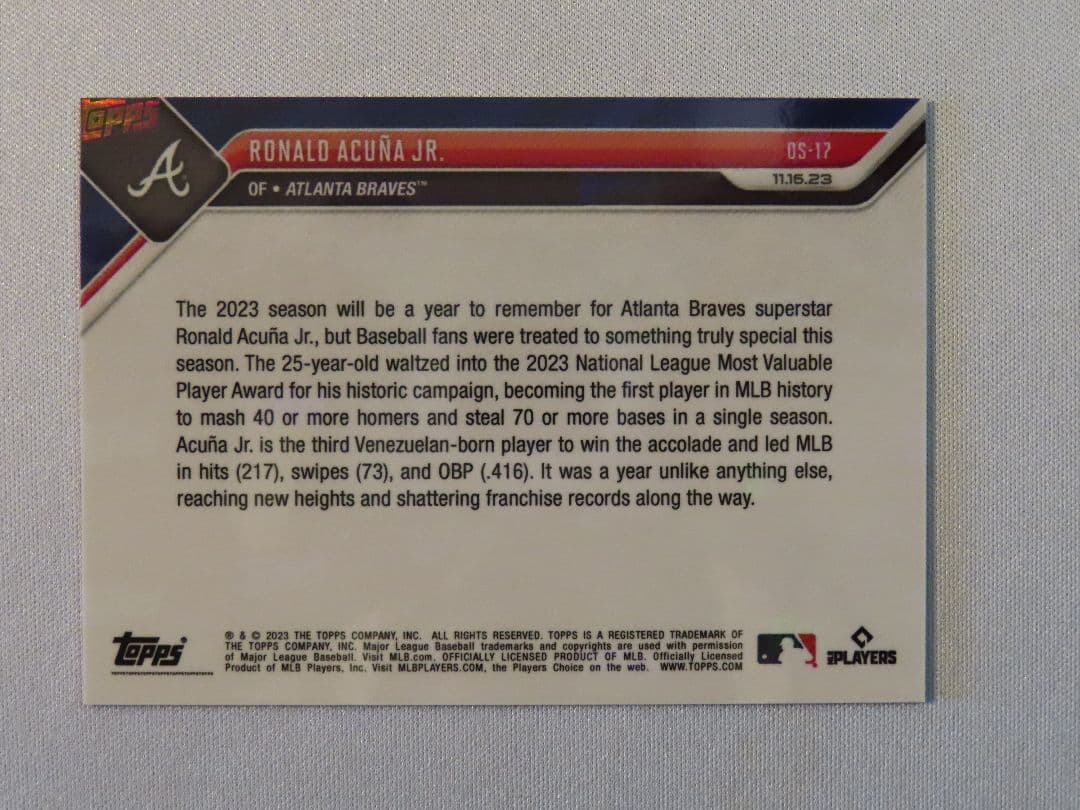 TOPPS
A
RONALD ACUÑA JR.
OS-17
OF • ATLANTA BRAVES™
11.16.23
The 2023 season will be a year to remember for Atlanta Braves superstar
Ronald Acuña Jr., but Baseball fans were treated to something truly special this
season. The 25-year-old waltzed into the 2023 National League Most Valuable
Player Award for his historic campaign, becoming the first player in MLB history
to mash 40 or more homers and steal 70 or more bases in a single season.
Acuña Jr. is the third Venezuelan-born player to win the accolade and led MLB
in hits (217), swipes (73), and OBP (.416). It was a year unlike anything else,
reaching new heights and shattering franchise records along the way.
topps
® & © 2023 THE TOPPS COMPANY, INC. ALL RIGHTS RESERVED. TOPPS IS A REGISTERED TRADEMARK OF
THE TOPPS COMPANY, INC. Major League Baseball trademarks and copyrights are used with permission
of Major League Baseball. Visit MLB.com. OFFICIALLY LICENSED PRODUCT OF MLB. Officially Licensed
Product of MLB Players, Inc. Visit MLBPLAYERS.COM, the Players Choice on the web. WWW.TOPPS.COM
PLAYERS